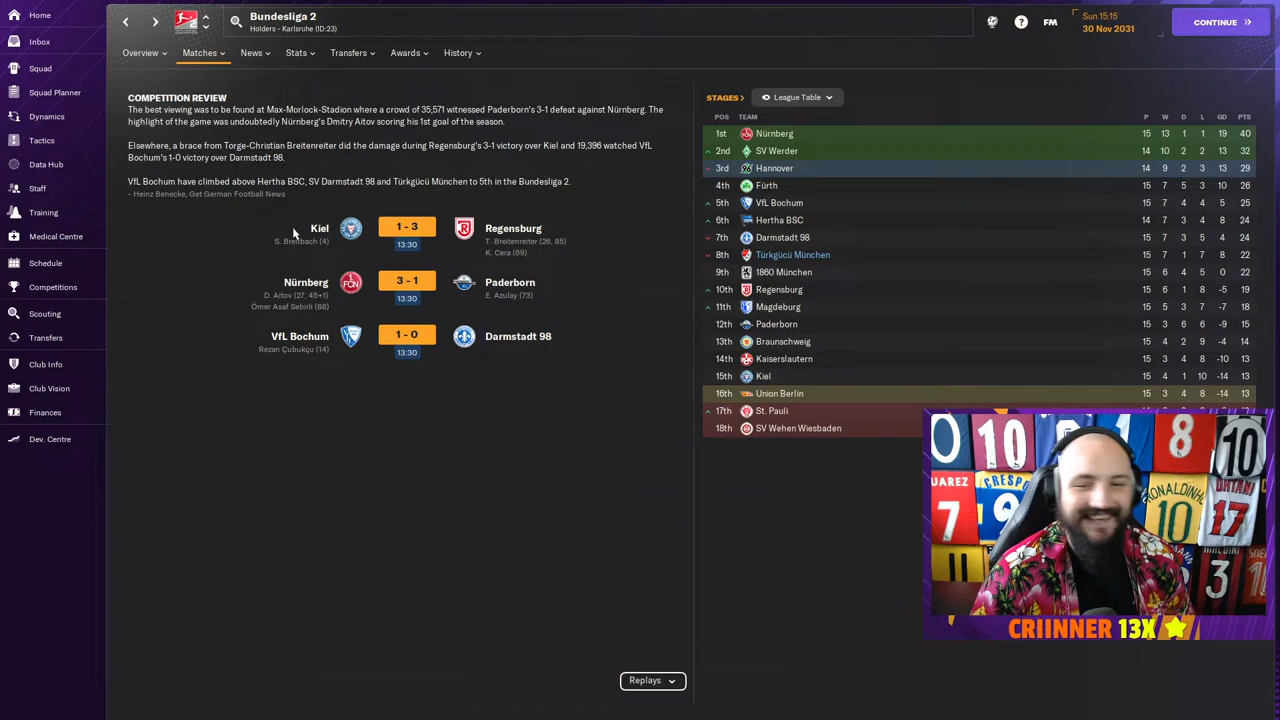 Home
Inbox
Squad
Squad Planner
Dynamics
Tactics
Data Hub
Staff
Training
Medical Centre
Schedule
Competitions
Scouting
Transfers
Club Info
Club Vision
Finances
Dev. Centre
Bundesliga 2
Holders - Karlsruhe (ID:23)
FM
Sun 15:15
30 Nov 2031
CONTINUE
Overview
Matches
News
Stats
Transfers
Awards
History
COMPETITION REVIEW
The best viewing was to be found at Max-Morlock-Stadion where a crowd of 35,571 witnessed Paderborn's 3-1 defeat against Nürnberg. The
highlight of the game was undoubtedly Nürnberg's Dmitry Aitov scoring his 1st goal of the season.
Elsewhere, a brace from Torge-Christian Breitenreiter did the damage during Regensburg's 3-1 victory over Kiel and 19,396 watched VfL
Bochum's 1-0 victory over Darmstadt 98.
VfL Bochum have climbed above Hertha BSC, SV Darmstadt 98 and Türkgücü München to 5th in the Bundesliga 2.
- Heinz Benecke, Get German Football News
Kiel 1 - 3 Regensburg
S. Breitbach (4) 13:30 T. Breitenreiter (26, 85)
K. Cera (69)
Nürnberg 3 - 1 Paderborn
D. Aitov (27, 45+1) 13:30 E. Azulay (73)
Ömer Asaf Sebirli (88)
VfL Bochum 1 - 0 Darmstadt 98
Rezan Çubukçu (14) 13:30
Replays
STAGES League Table
POS TEAM P W D L GD PTS
1st Nürnberg 15 13 1 1 19 40
2nd SV Werder 14 10 2 2 13 32
3rd Hannover 14 9 2 3 13 29
4th Fürth 15 7 5 3 10 26
5th VfL Bochum 15 7 4 4 4 25
6th Hertha BSC 14 7 3 4 8 24
7th Darmstadt 98 15 7 3 5 4 24
8th Türkgücü München 15 7 1 7 8 22
9th 1860 München 15 6 4 5 0 22
10th Regensburg 15 6 1 8 -5 19
11th Magdeburg 15 5 3 7 -1 18
12th Paderborn 15 3 6 6 -9 15
13th Braunschweig 15 4 2 9 -4 14
14th Kaiserslautern 15 3 4 8 -10 13
15th Kiel 15 4 1 10 -14 13
16th Union Berlin 15 3 4 8 -14 13
17th St. Pauli
18th SV Wehen Wiesbaden
10
8
10
7
CRESPO
9
RONALDINHO
10
17
11
3
CRIINNER 13X